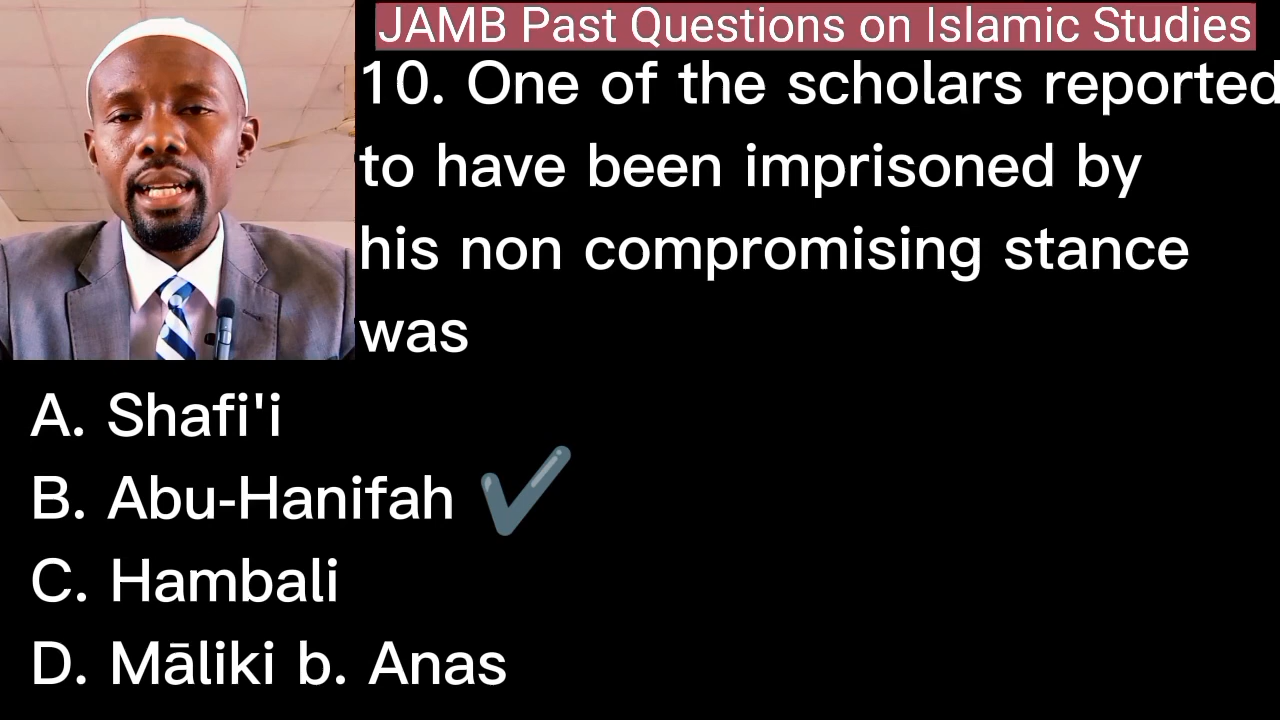 JAMB Past Questions on Islamic Studies
10. One of the scholars reported
to have been imprisoned by
his non compromising stance
was
A. Shafi'i
B. Abu-Hanifah ✔
C. Hambali
D. Māliki b. Anas